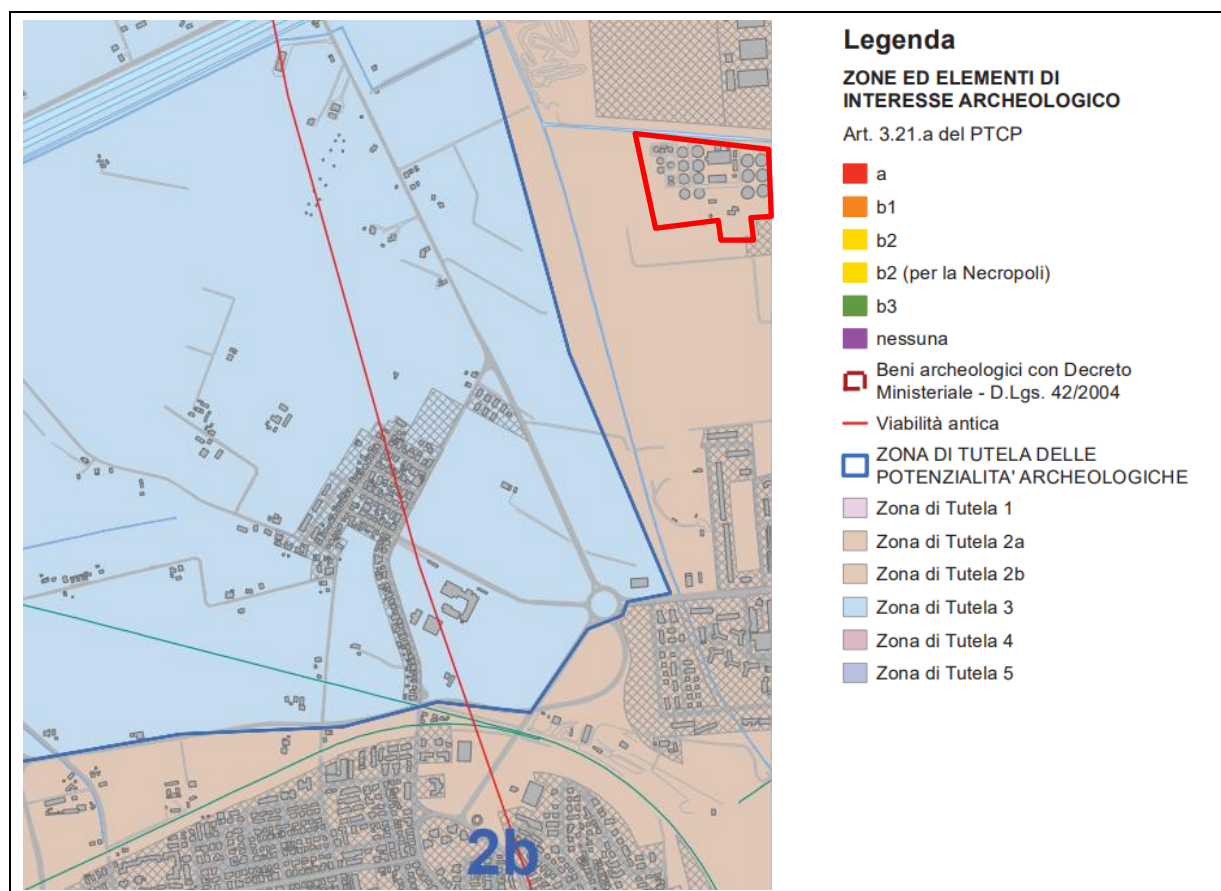 Legenda
ZONE ED ELEMENTI DI
INTERESSE ARCHEOLOGICO
Art. 3.21.a del PTCP
a
b1
b2
b2 (per la Necropoli)
b3
nessuna
Beni archeologici con Decreto
Ministeriale - D.Lgs. 42/2004
Viabilità antica
ZONA DI TUTELA DELLE
POTENZIALITA' ARCHEOLOGICHE
Zona di Tutela 1
Zona di Tutela 2a
Zona di Tutela 2b
Zona di Tutela 3
Zona di Tutela 4
Zona di Tutela 5
2b